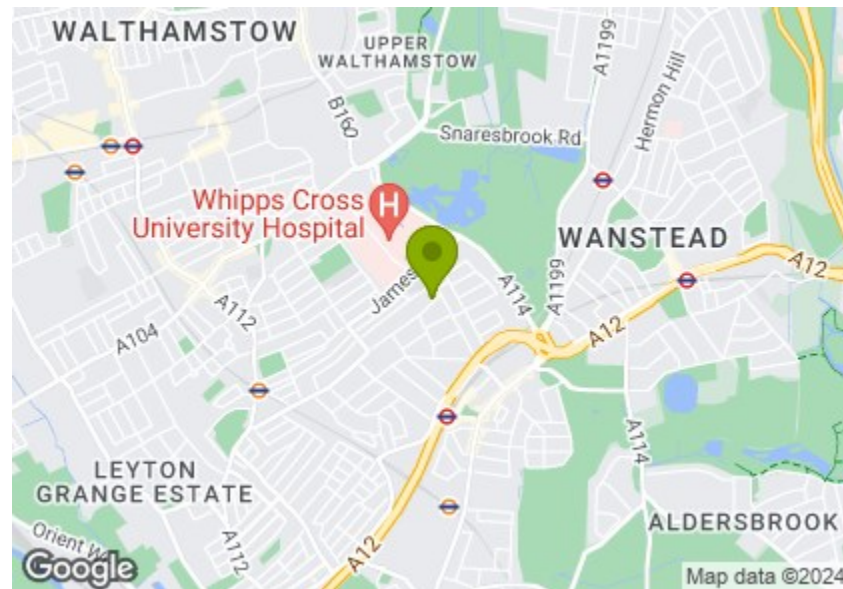 WALTHAMSTOW
UPPER
WALTHAMSTOW
A1199
Hermon Hill
B160
Snaresbrook Rd
Whipps Cross
University Hospital
H
WANSTEAD
A12
James
A114
A1199
A112
A104
A12
LEYTON
GRANGE ESTATE
A114
ALDERSBROOK
Orient W
A112
A12
Google
Map data ©2024